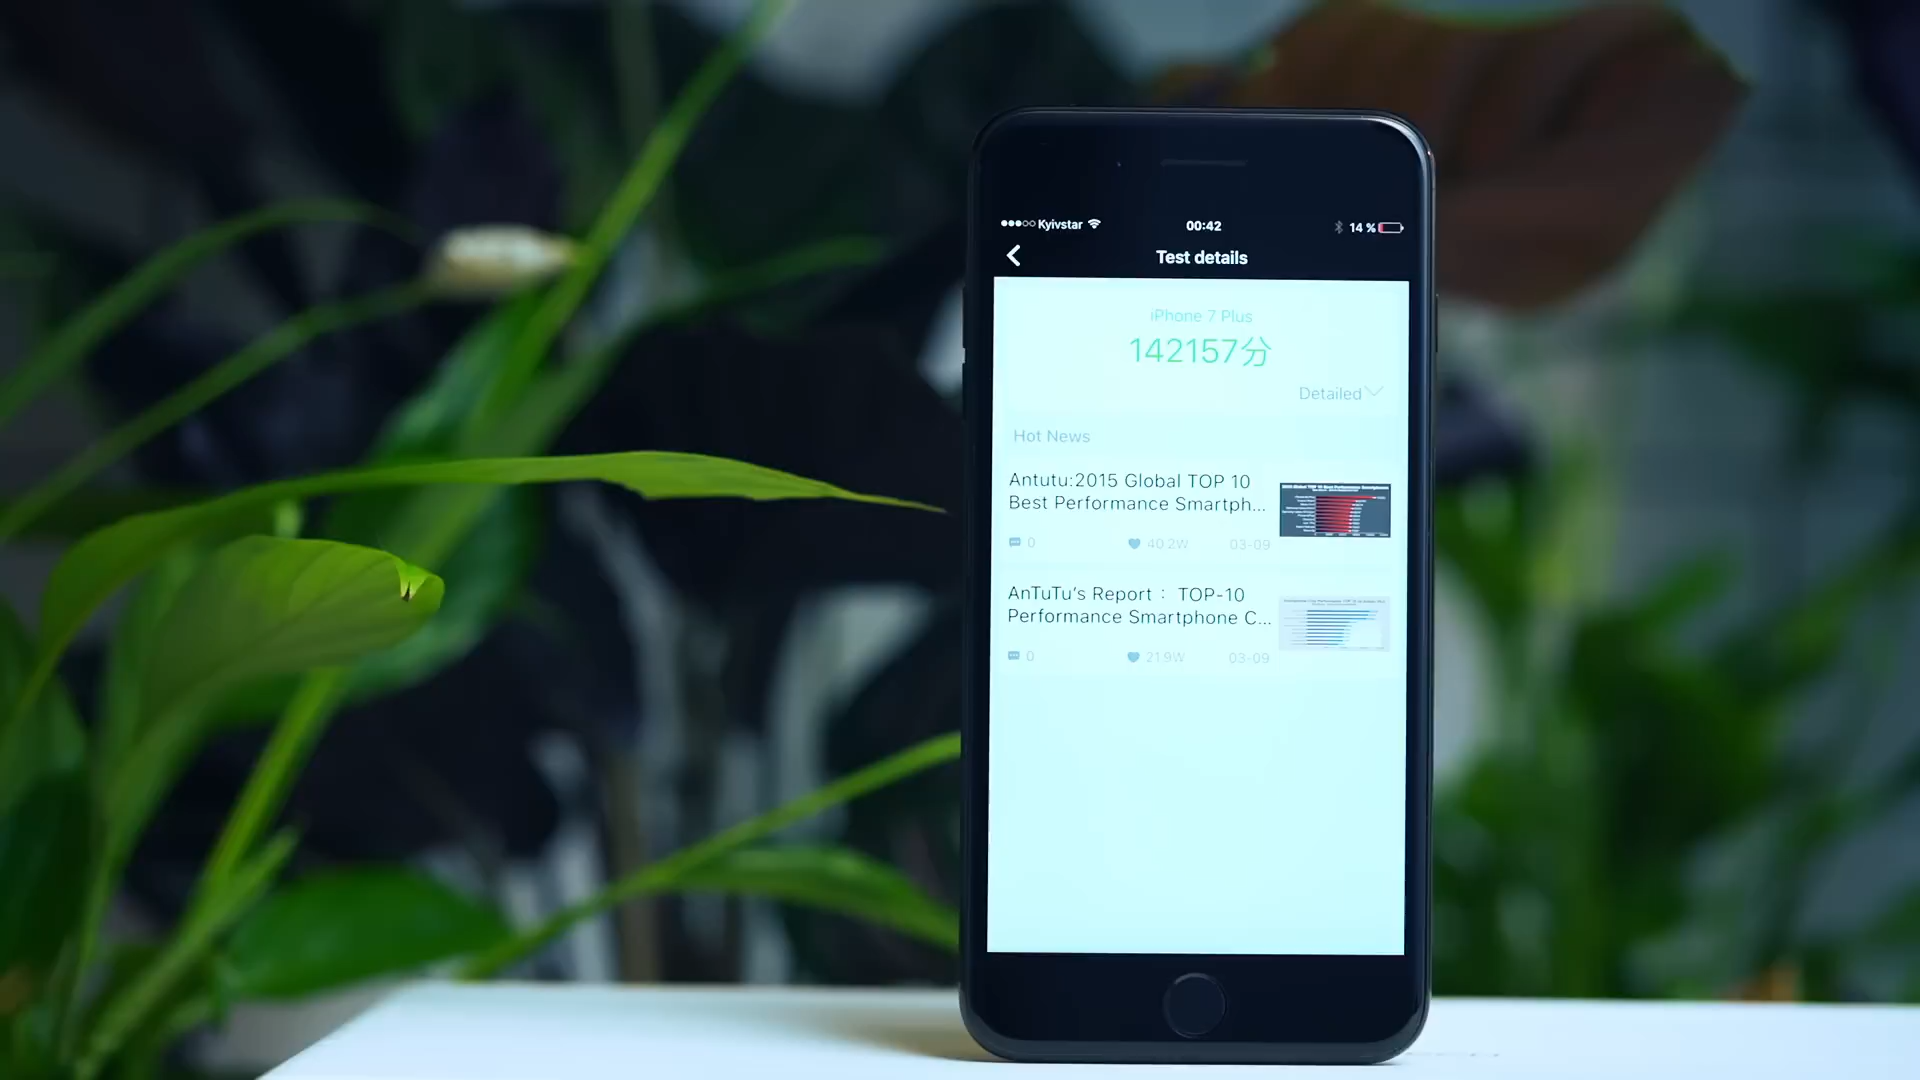 Kyivstar 00:42 14 %
Test details
iPhone 7 Plus
142157分
Detailed
Hot News
Antutu:2015 Global TOP 10
Best Performance Smartph...
0 40.2W 03-09
AnTuTu's Report： TOP-10
Performance Smartphone C...
0 21.9W 03-09